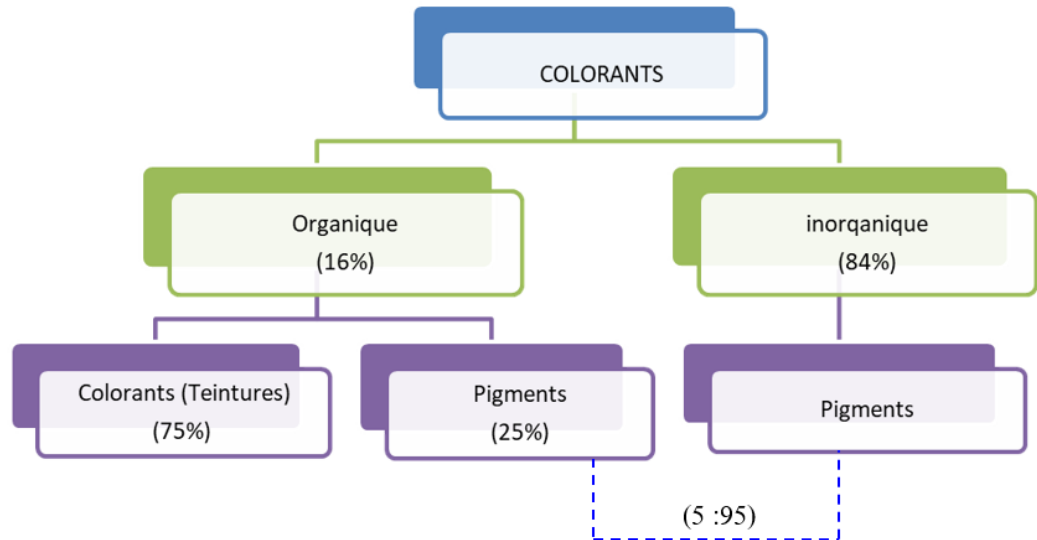 COLORANTS
Organique
(16%)
inorqanique
(84%)
Colorants (Teintures)
(75%)
Pigments
(25%)
Pigments
(5 :95)